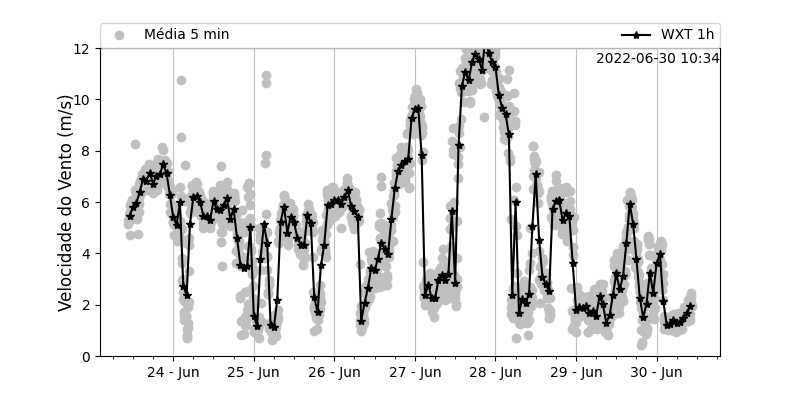 Média 5 min
WXT 1h
2022-06-30 10:34
Velocidade do Vento (m/s)
12
10
8
6
4
2
0
24 - Jun
25 - Jun
26 - Jun
27 - Jun
28 - Jun
29 - Jun
30 - Jun